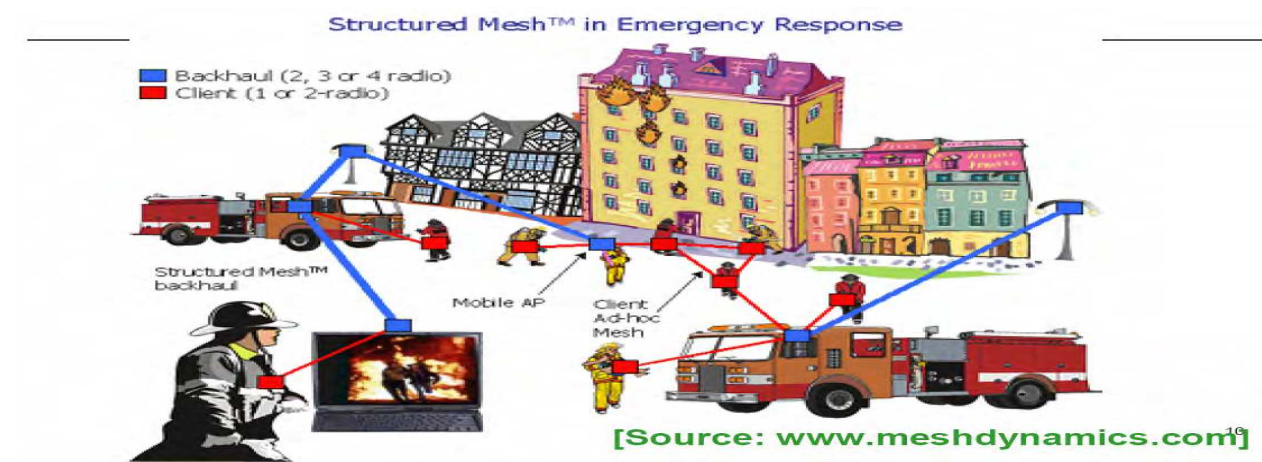 Structured Mesh™ in Emergency Response
Backhaul (2, 3 or 4 radio)
Client (1 or 2-radio)
Structured Mesh™
backhaul
Mobile AP
Client
Ad-hoc
Mesh
[Source: www.meshdynamics.com]